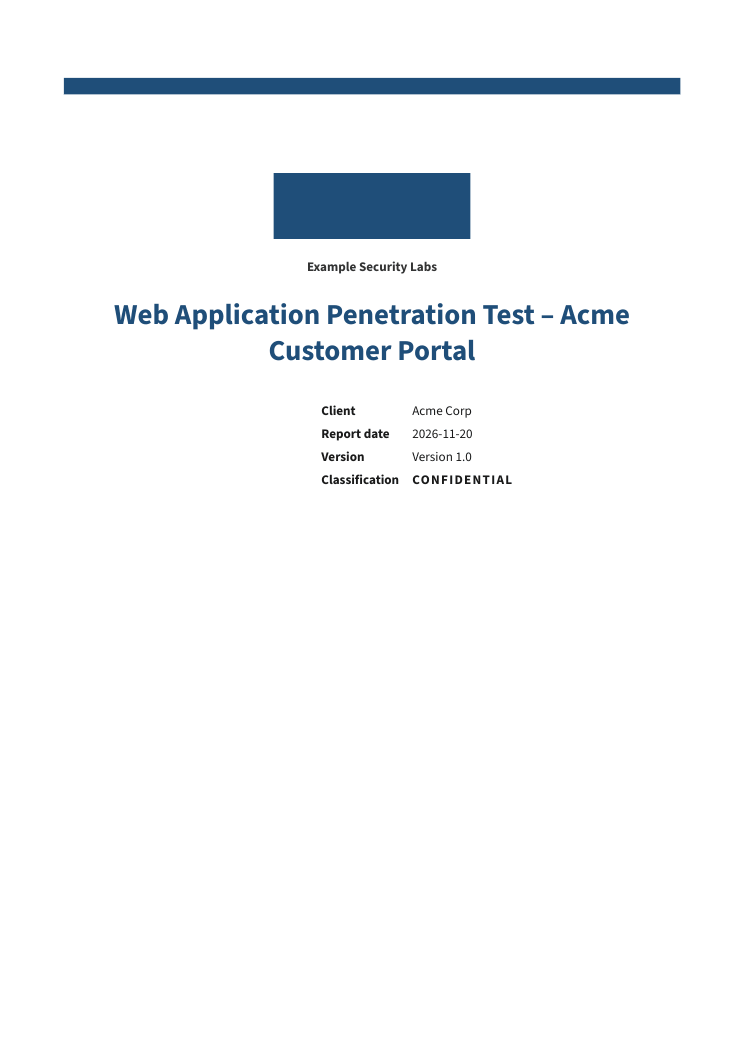 Example Security Labs
Web Application Penetration Test – Acme
Customer Portal
Client Acme Corp
Report date 2026-11-20
Version Version 1.0
Classification CONFIDENTIAL